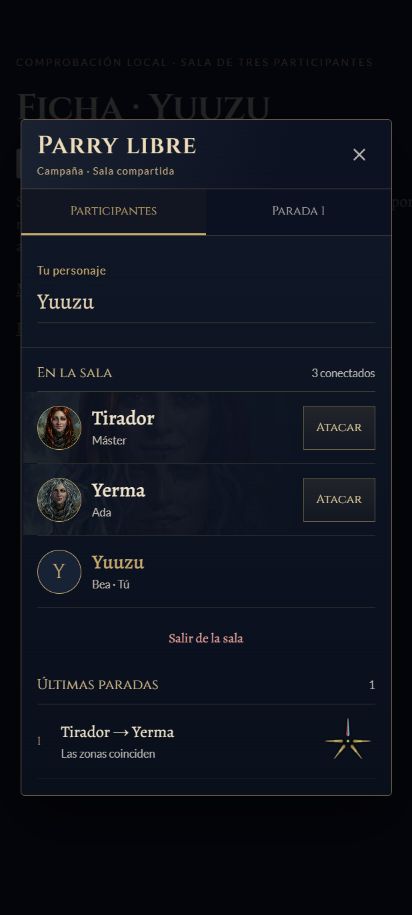 COMPROBACIÓN LOCAL · SALA DE TRES PARTICIPANTES
FICHA · YUUZU
PARRY LIBRE
Campaña · Sala compartida
×
PARTICIPANTES
PARADA 1
Tu personaje
Yuuzu
EN LA SALA
3 conectados
Tirador
Máster
ATACAR
Yerma
Ada
ATACAR
Y
Yuuzu
Bea · Tú
Salir de la sala
ÚLTIMAS PARADAS
1
1
Tirador → Yerma
Las zonas coinciden